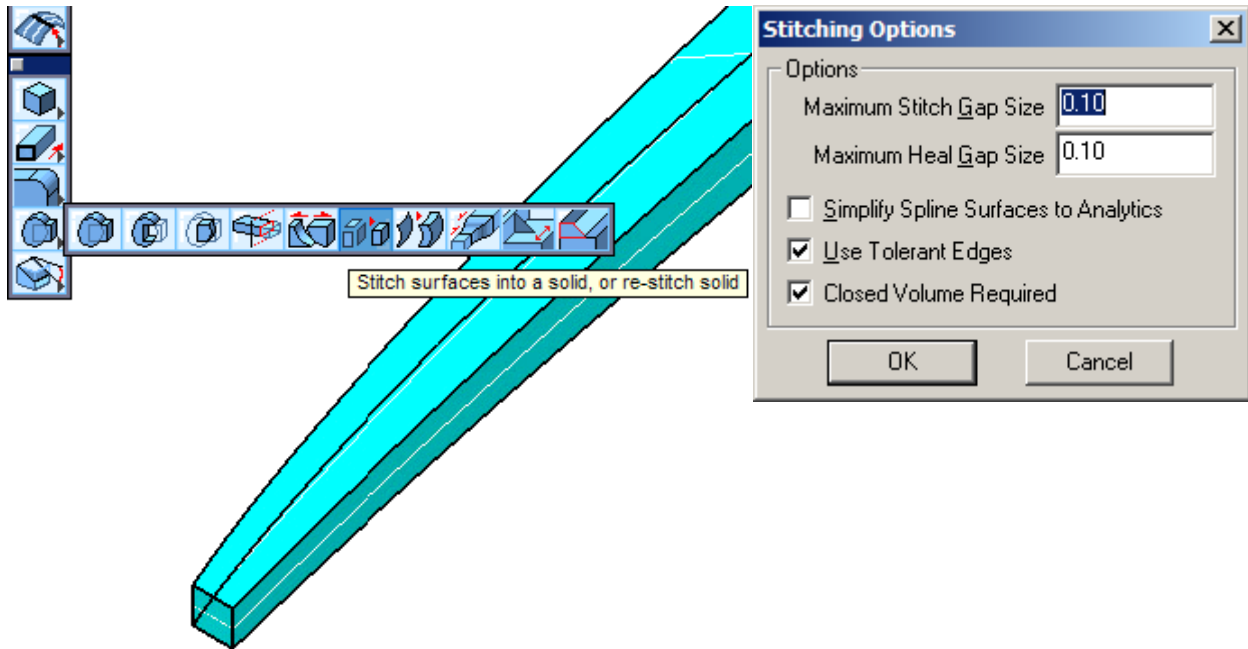 Stitching Options
Options
Maximum Stitch Gap Size 0.10
Maximum Heal Gap Size 0.10
Simplify Spline Surfaces to Analytics
Use Tolerant Edges
Closed Volume Required
OK Cancel
Stitch surfaces into a solid, or re-stitch solid